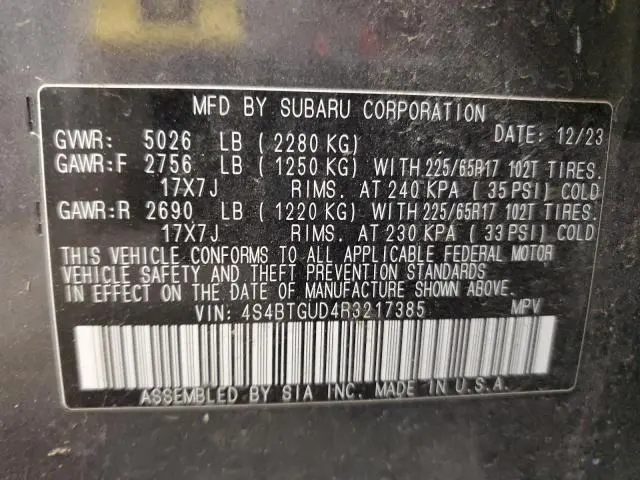 MFD BY SUBARU CORPORATION
GVWR: 5026 LB ( 2280 KG) DATE: 12/23
GAWR:F 2756 LB ( 1250 KG) WITH 225/65R17 102T TIRES.
17X7J RIMS. AT 240 KPA ( 35 PSI) COLD
GAWR:R 2690 LB ( 1220 KG) WITH 225/65R17 102T TIRES.
17X7J RIMS. AT 230 KPA ( 33 PSI) COLD
THIS VEHICLE CONFORMS TO ALL APPLICABLE FEDERAL MOTOR
VEHICLE SAFETY AND THEFT PREVENTION STANDARDS
IN EFFECT ON THE DATE OF MANUFACTURE SHOWN ABOVE.
VIN: 4S4BTGUD4R3217385 MPV
ASSEMBLED BY SIA INC. MADE IN U.S.A.